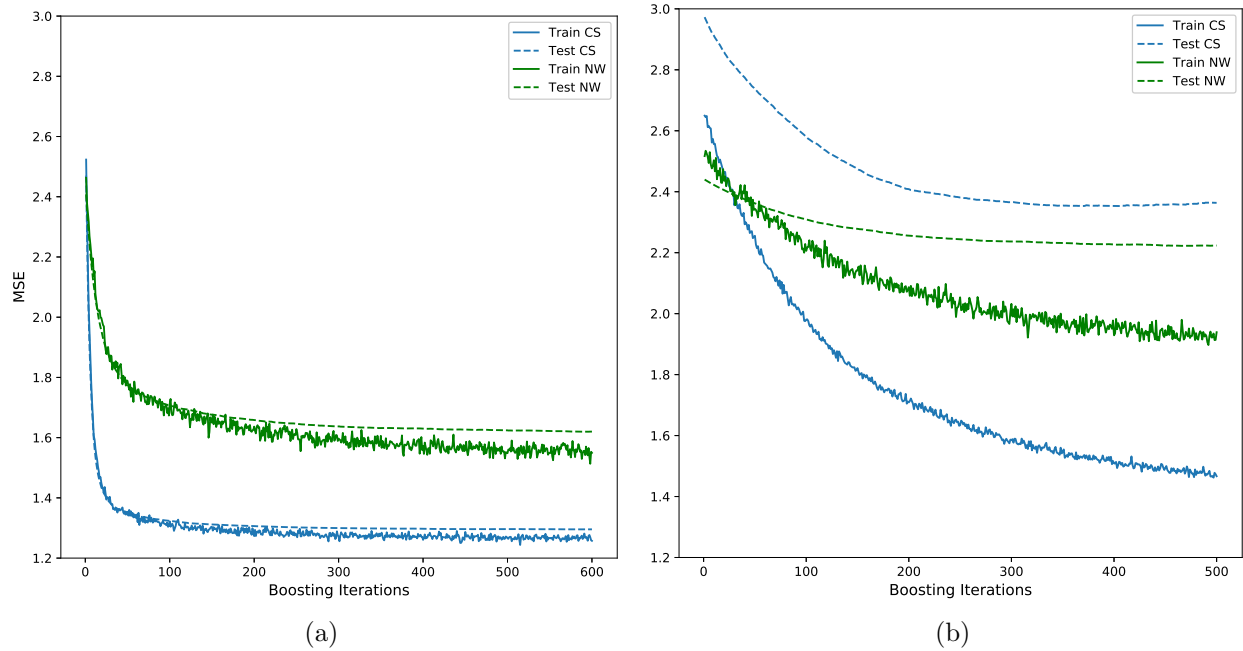 3.0
2.8
2.6
2.4
2.2
2.0
1.8
1.6
1.4
1.2
MSE
0 100 200 300 400 500 600
Boosting Iterations
Train CS
Test CS
Train NW
Test NW
(a)
3.0
2.8
2.6
2.4
2.2
2.0
1.8
1.6
1.4
1.2
0 100 200 300 400 500
Boosting Iterations
Train CS
Test CS
Train NW
Test NW
(b)